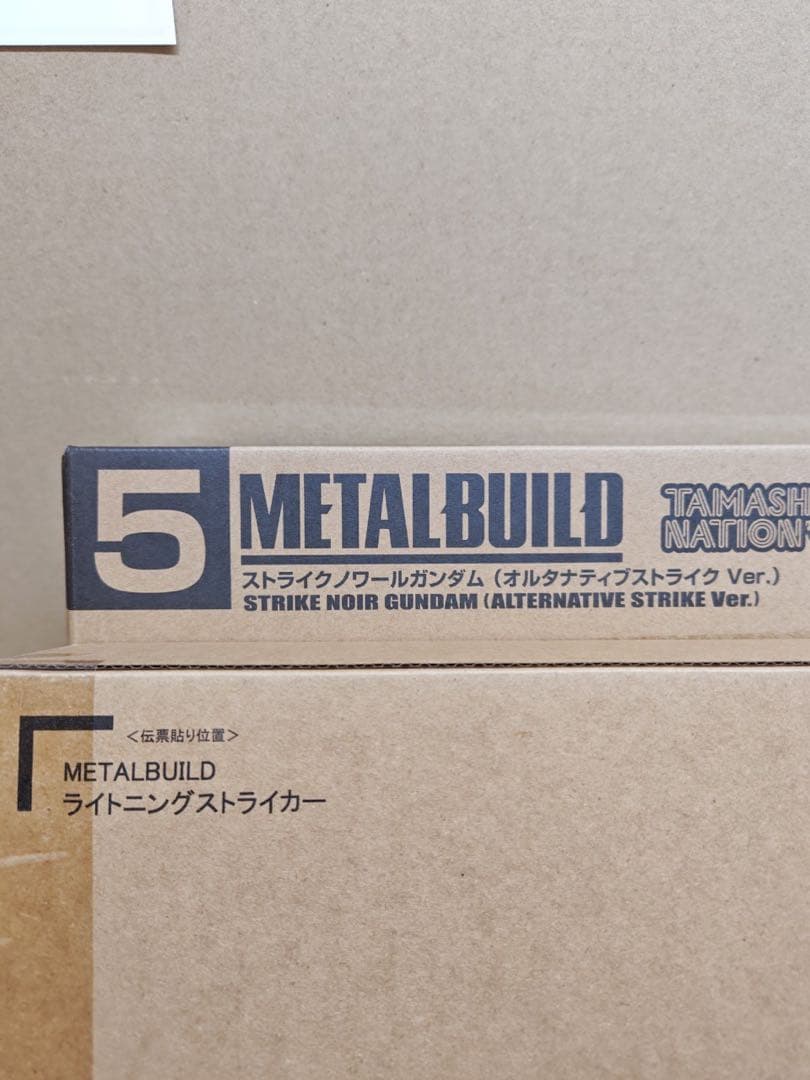 5
METALBUILD
TAMASH
NATION
ストライクノワールガンダム（オルタナティブストライク Ver.）
STRIKE NOIR GUNDAM (ALTERNATIVE STRIKE Ver.)
＜伝票貼り位置＞
METALBUILD
ライトニングストライカー